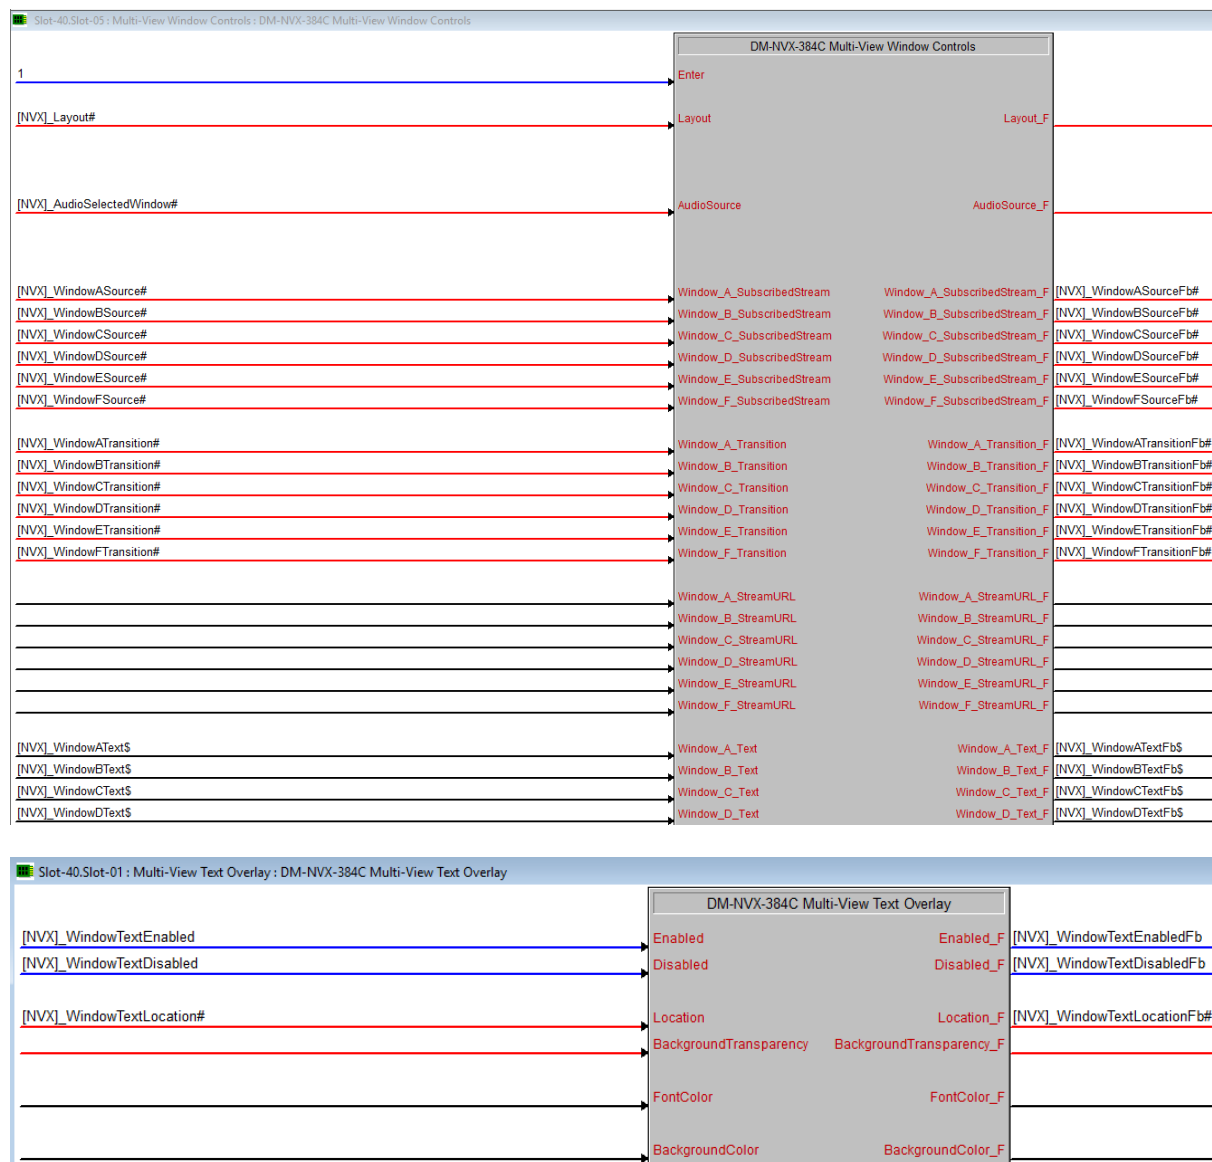 Slot-40.Slot-05 : Multi-View Window Controls : DM-NVX-384C Multi-View Window Controls
DM-NVX-384C Multi-View Window Controls
1 Enter
[NVX]_Layout# Layout Layout_F
[NVX]_AudioSelectedWindow# AudioSource AudioSource_F
[NVX]_WindowASource# Window_A_SubscribedStream Window_A_SubscribedStream_F [NVX]_WindowASourceFb#
[NVX]_WindowBSource# Window_B_SubscribedStream Window_B_SubscribedStream_F [NVX]_WindowBSourceFb#
[NVX]_WindowCSource# Window_C_SubscribedStream Window_C_SubscribedStream_F [NVX]_WindowCSourceFb#
[NVX]_WindowDSource# Window_D_SubscribedStream Window_D_SubscribedStream_F [NVX]_WindowDSourceFb#
[NVX]_WindowESource# Window_E_SubscribedStream Window_E_SubscribedStream_F [NVX]_WindowESourceFb#
[NVX]_WindowFSource# Window_F_SubscribedStream Window_F_SubscribedStream_F [NVX]_WindowFSourceFb#
[NVX]_WindowATransition# Window_A_Transition Window_A_Transition_F [NVX]_WindowATransitionFb#
[NVX]_WindowBTransition# Window_B_Transition Window_B_Transition_F [NVX]_WindowBTransitionFb#
[NVX]_WindowCTransition# Window_C_Transition Window_C_Transition_F [NVX]_WindowCTransitionFb#
[NVX]_WindowDTransition# Window_D_Transition Window_D_Transition_F [NVX]_WindowDTransitionFb#
[NVX]_WindowETransition# Window_E_Transition Window_E_Transition_F [NVX]_WindowETransitionFb#
[NVX]_WindowFTransition# Window_F_Transition Window_F_Transition_F [NVX]_WindowFTransitionFb#
Window_A_StreamURL Window_A_StreamURL_F
Window_B_StreamURL Window_B_StreamURL_F
Window_C_StreamURL Window_C_StreamURL_F
Window_D_StreamURL Window_D_StreamURL_F
Window_E_StreamURL Window_E_StreamURL_F
Window_F_StreamURL Window_F_StreamURL_F
[NVX]_WindowAText$ Window_A_Text Window_A_Text_F [NVX]_WindowATextFb$
[NVX]_WindowBText$ Window_B_Text Window_B_Text_F [NVX]_WindowBTextFb$
[NVX]_WindowCText$ Window_C_Text Window_C_Text_F [NVX]_WindowCTextFb$
[NVX]_WindowDText$ Window_D_Text Window_D_Text_F [NVX]_WindowDTextFb$
Slot-40.Slot-01 : Multi-View Text Overlay : DM-NVX-384C Multi-View Text Overlay
DM-NVX-384C Multi-View Text Overlay
[NVX]_WindowTextEnabled Enabled Enabled_F [NVX]_WindowTextEnabledFb
[NVX]_WindowTextDisabled Disabled Disabled_F [NVX]_WindowTextDisabledFb
[NVX]_WindowTextLocation# Location Location_F [NVX]_WindowTextLocationFb#
BackgroundTransparency BackgroundTransparency_F
FontColor FontColor_F
BackgroundColor BackgroundColor_F